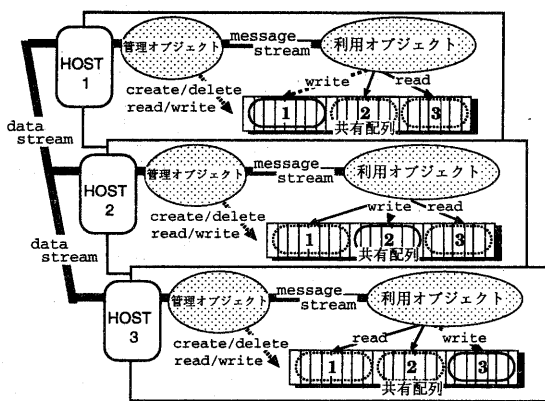 管理オブジェクト
message
stream
利用オブジェクト
HOST
1
write
read
create/delete
read/write
1
2
3
共有配列
data
stream
管理オブジェクト
message
stream
利用オブジェクト
HOST
2
write
read
create/delete
read/write
1
2
3
共有配列
data
stream
管理オブジェクト
message
stream
利用オブジェクト
HOST
3
read
write
create/delete
read/write
1
2
3
共有配列